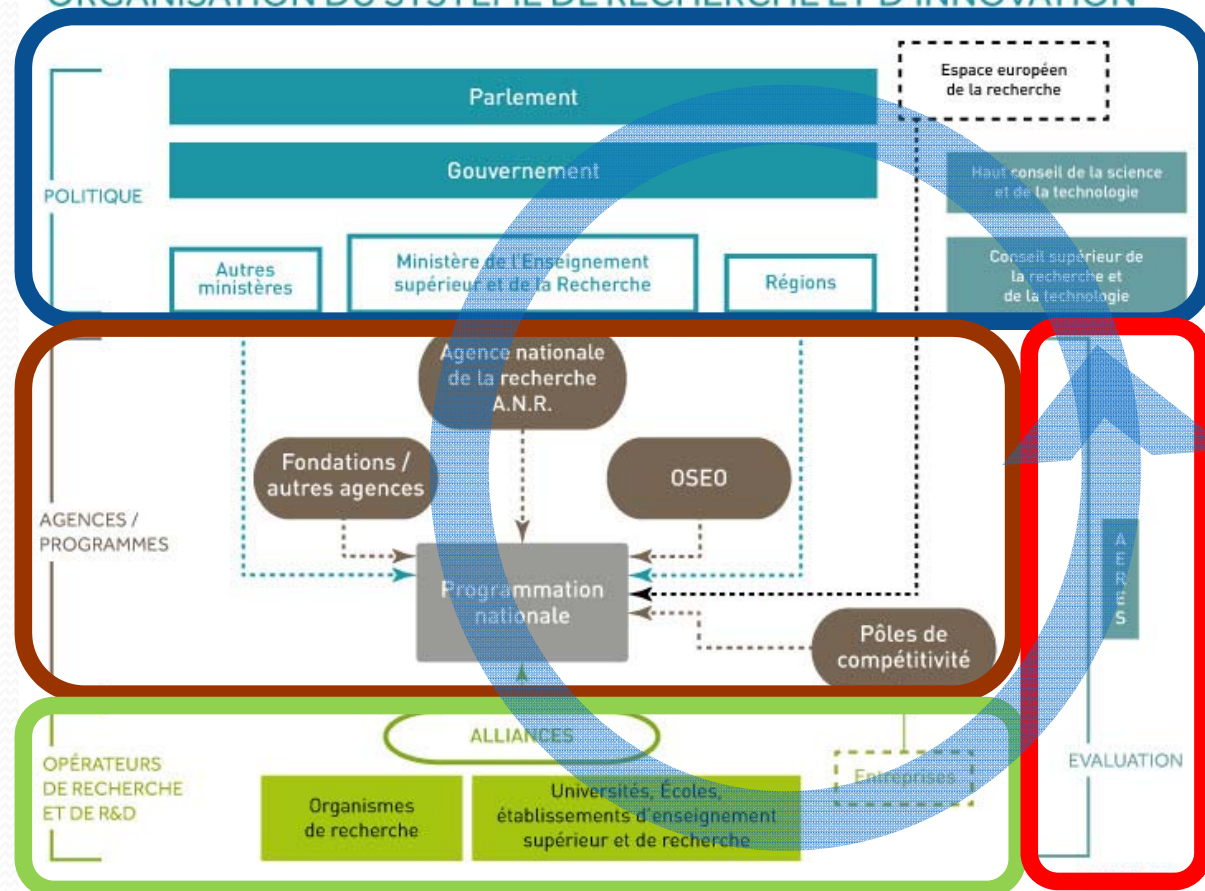 ORGANISATION DU SYSTÈME DE RECHERCHE ET D'INNOVATION
Espace européen
de la recherche
Parlement
Gouvernement
Haut conseil de la science
et de la technologie
POLITIQUE
Autres
ministères
Ministère de l'Enseignement
supérieur et de la Recherche
Régions
Conseil supérieur de
la recherche et
de la technologie
Agence nationale
de la recherche
A.N.R.
Fondations /
autres agences
OSEO
AGENCES /
PROGRAMMES
Programmation
nationale
Pôles de
compétitivité
A
E
R
E
S
ALLIANCES
OPÉRATEURS
DE RECHERCHE
ET DE R&D
Organismes
de recherche
Universités, Écoles,
établissements d'enseignement
supérieur et de recherche
Entreprises
EVALUATION